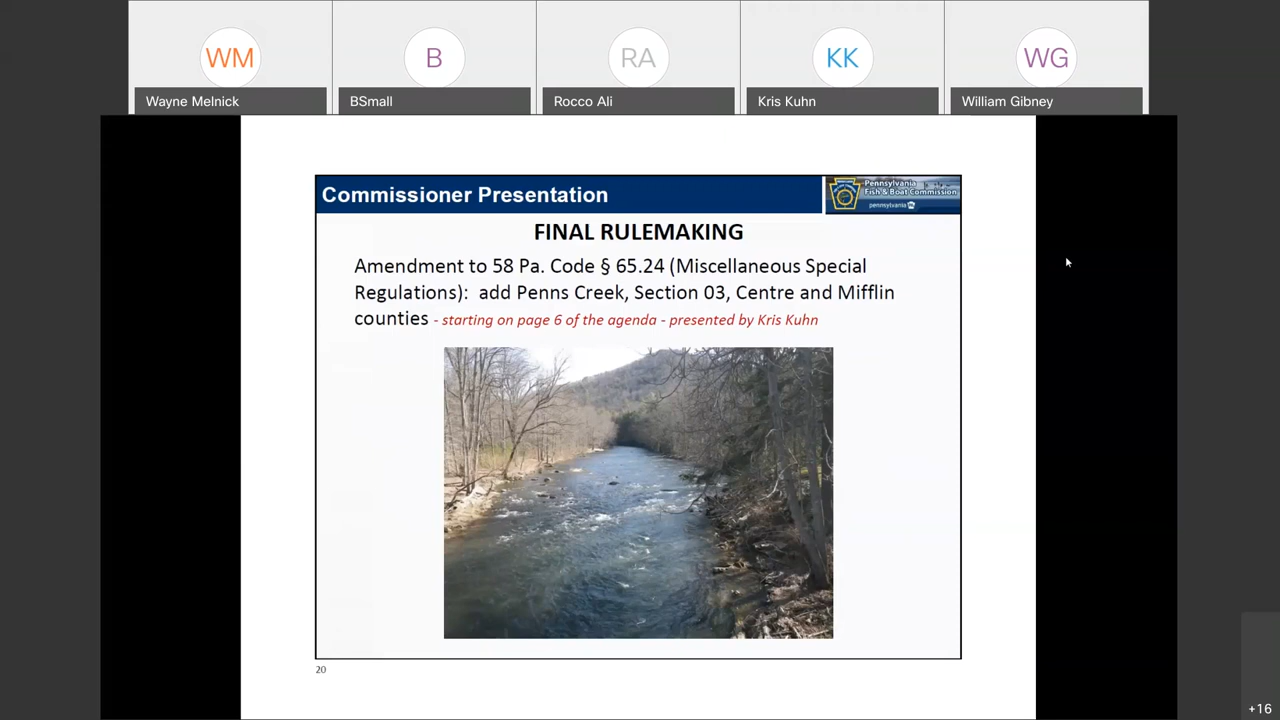 WM
B
RA
KK
WG
Wayne Melnick
BSmall
Rocco Ali
Kris Kuhn
William Gibney
Commissioner Presentation
Pennsylvania
Fish & Boat Commission
pennsylvania
FINAL RULEMAKING
Amendment to 58 Pa. Code § 65.24 (Miscellaneous Special
Regulations): add Penns Creek, Section 03, Centre and Mifflin
counties - starting on page 6 of the agenda - presented by Kris Kuhn
20
+16